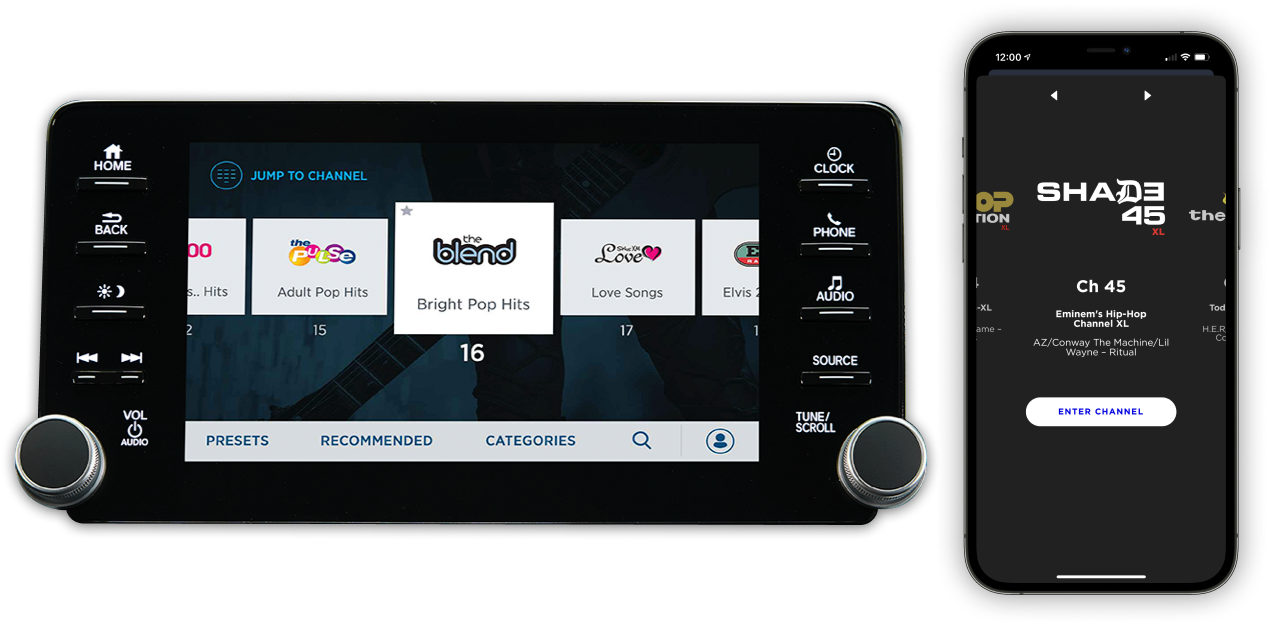 HOME
BACK
VOL
AUDIO
JUMP TO CHANNEL
00
s.. Hits
2
the
PULSE
Adult Pop Hits
15
the
blend
Bright Pop Hits
16
SiriusXM
Love
Love Songs
17
E
Elvis 2
1
PRESETS
RECOMMENDED
CATEGORIES
CLOCK
PHONE
AUDIO
SOURCE
TUNE/
SCROLL
12:00
OP
TION
XL
SHADE
45
XL
the
Ch 45
-XL
Eminem's Hip-Hop
Channel XL
Tod
ame –
AZ/Conway The Machine/Lil
Wayne – Ritual
H.E.R
Co
ENTER CHANNEL